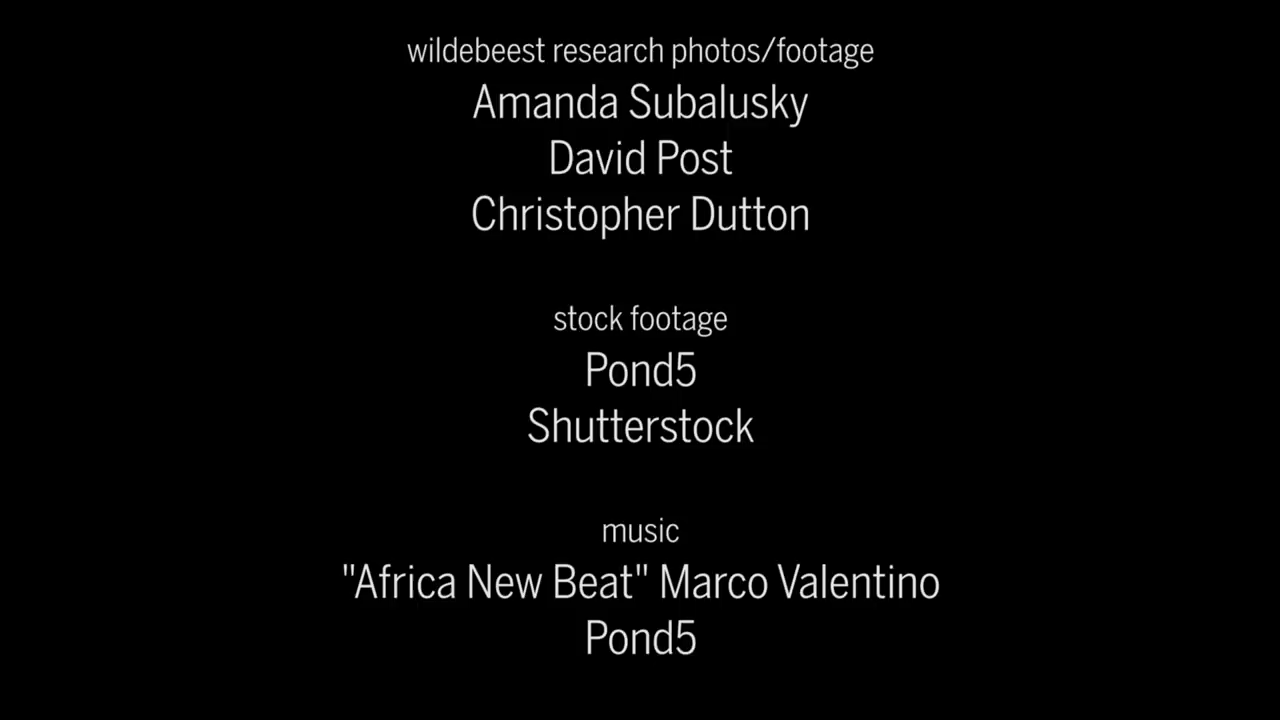 wildebeest research photos/footage
Amanda Subalusky
David Post
Christopher Dutton
stock footage
Pond5
Shutterstock
music
"Africa New Beat" Marco Valentino
Pond5